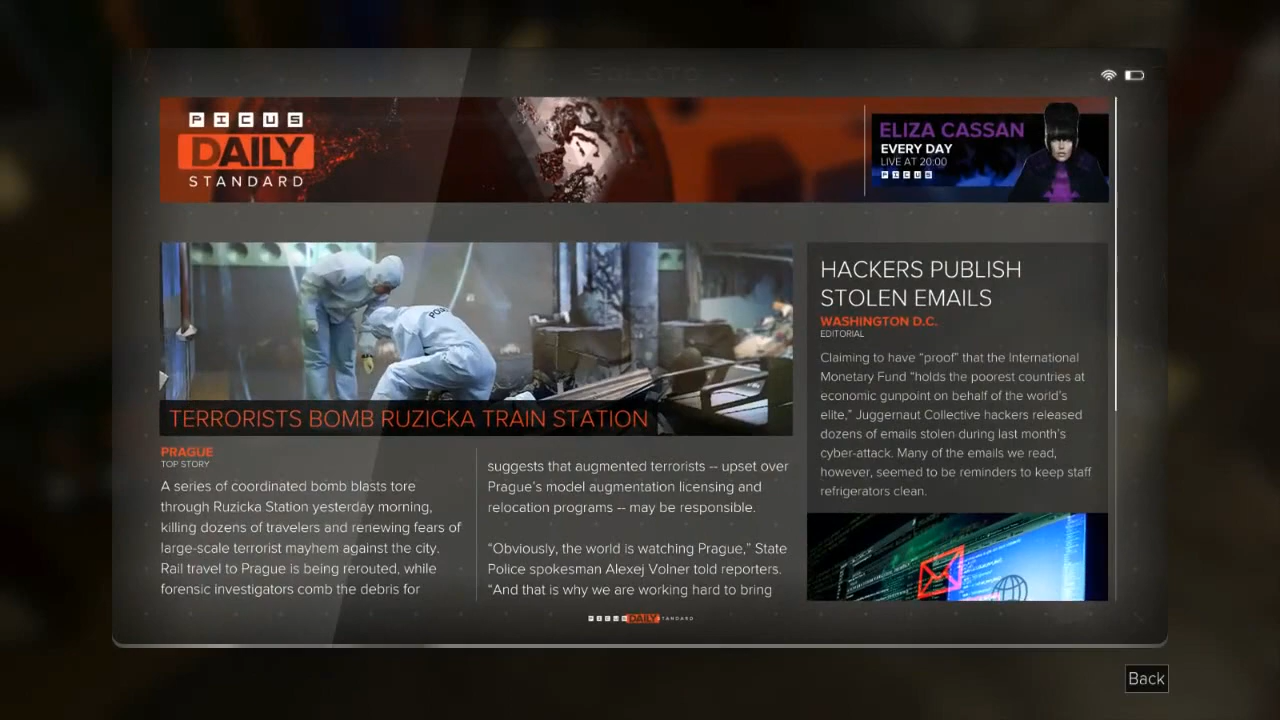 PICUS
DAILY
STANDARD
ELIZA CASSAN
EVERY DAY
LIVE AT 20:00
PICUS
TERRORISTS BOMB RUZICKA TRAIN STATION
PRAGUE
TOP STORY
A series of coordinated bomb blasts tore
through Ruzicka Station yesterday morning,
killing dozens of travelers and renewing fears of
large-scale terrorist mayhem against the city.
Rail travel to Prague is being rerouted, while
forensic investigators comb the debris for
suggests that augmented terrorists -- upset over
Prague's model augmentation licensing and
relocation programs -- may be responsible.
“Obviously, the world is watching Prague,” State
Police spokesman Alexej Volner told reporters.
“And that is why we are working hard to bring
HACKERS PUBLISH
STOLEN EMAILS
WASHINGTON D.C.
EDITORIAL
Claiming to have “proof” that the International
Monetary Fund “holds the poorest countries at
economic gunpoint on behalf of the world's
elite,” Juggernaut Collective hackers released
dozens of emails stolen during last month's
cyber-attack. Many of the emails we read,
however, seemed to be reminders to keep staff
refrigerators clean.
PICUS DAILY STANDARD
Back